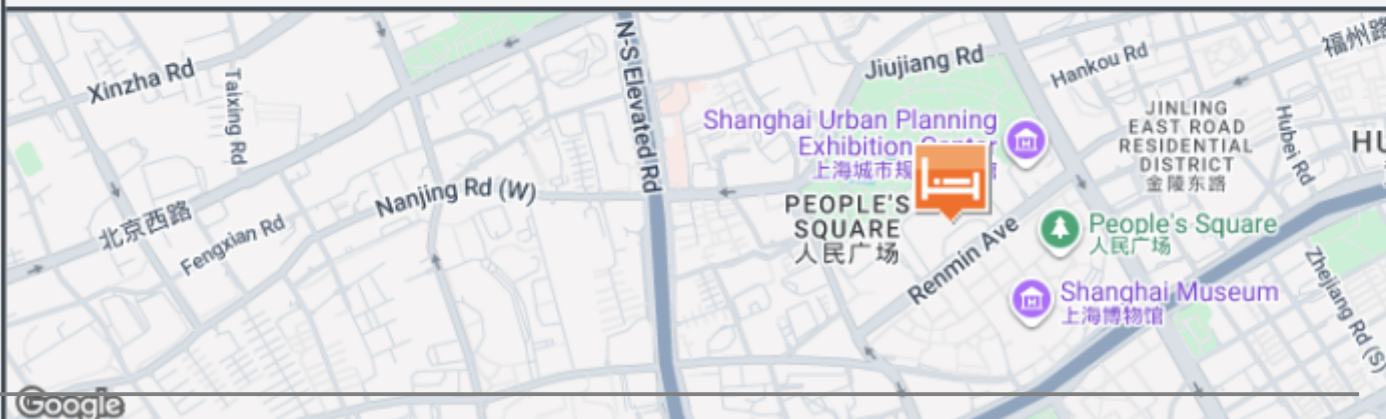 Xinzha Rd
Taixing Rd
N-S Elevated Rd
Jiujiang Rd
Hankou Rd
福州路
Shanghai Urban Planning
Exhibition Center
上海城市规
馆
JINLING
EAST ROAD
RESIDENTIAL
DISTRICT
金陵东路
Hubei Rd
HU
北京西路
Fengxian Rd
Nanjing Rd (W)
PEOPLE'S
SQUARE
人民广场
Renmin Ave
People's Square
人民广场
Shanghai Museum
上海博物馆
Zhejiang Rd (S)
Google